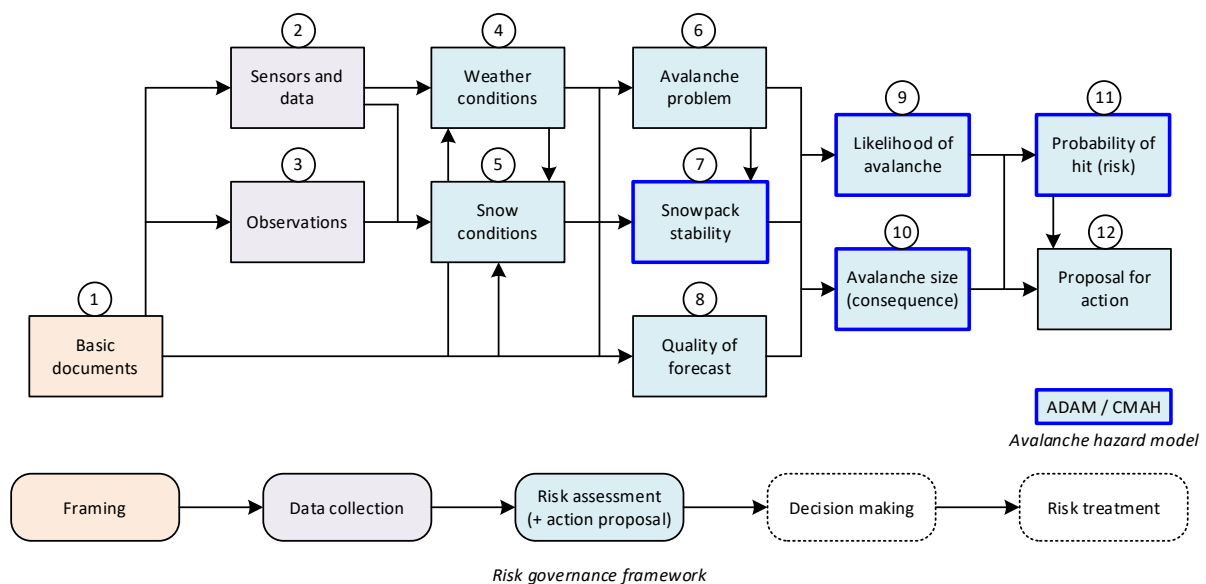 2
4
6
Sensors and
data
Weather
conditions
Avalanche
problem
9
11
Likelihood of
avalanche
Probability of
hit (risk)
3
5
7
Observations
Snow
conditions
Snowpack
stability
10
12
Avalanche size
(consequence)
Proposal for
action
1
8
Basic
documents
Quality of
forecast
ADAM / CMAH
Avalanche hazard model
Framing
Data collection
Risk assessment
(+ action proposal)
Decision making
Risk treatment
Risk governance framework